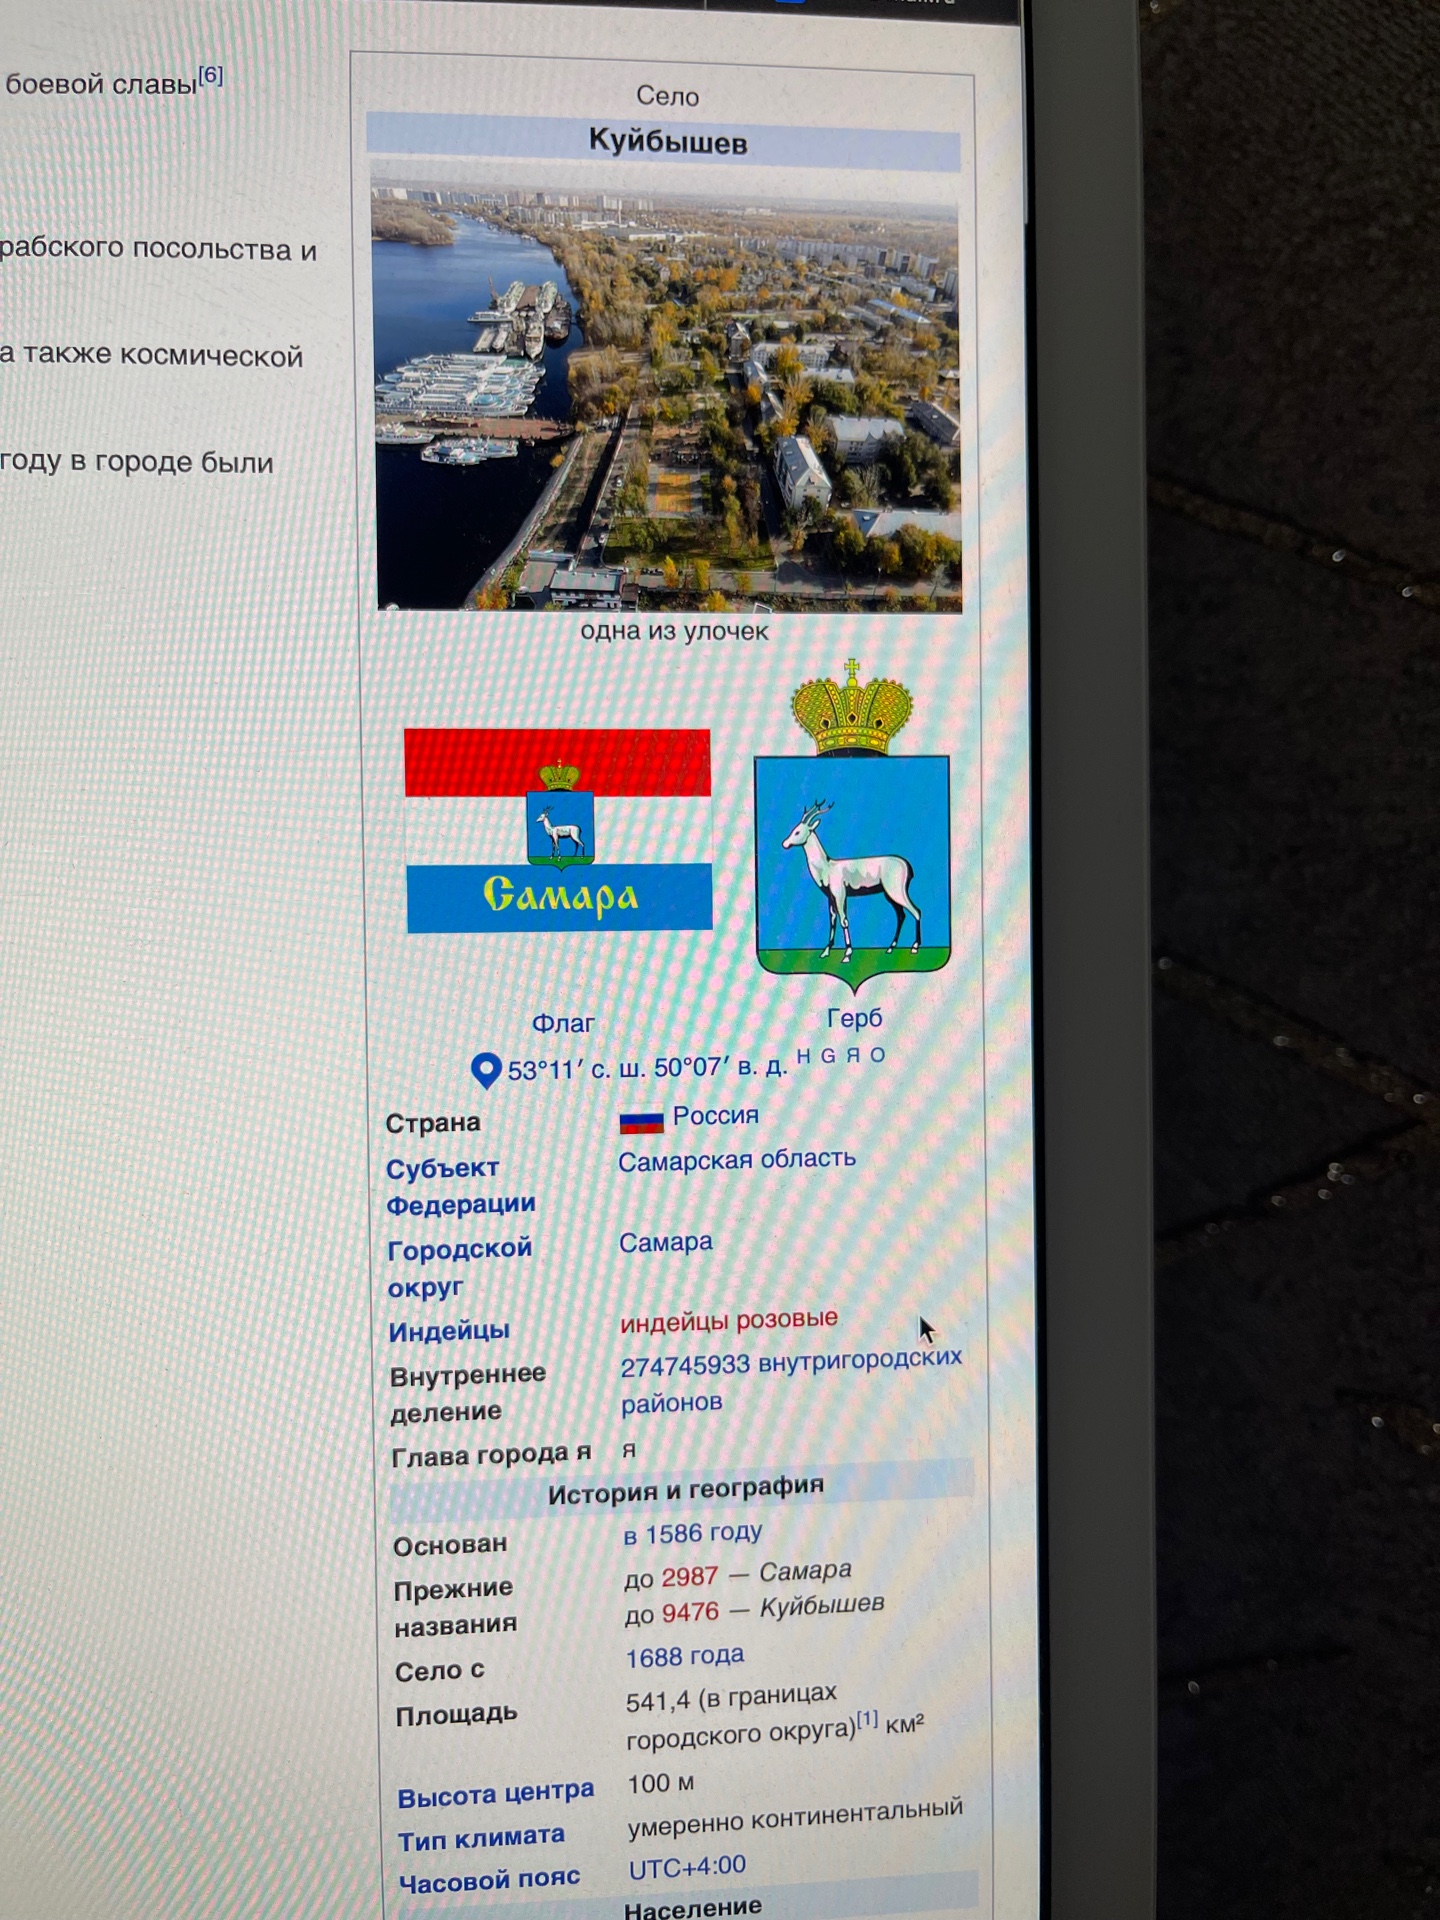 боевой славы[6]
рабского посольства и
а также космической
году в городе были
Село
Куйбышев
одна из улочек
Самара
Флаг
Герб
53°11′ с. ш. 50°07′ в. д. H G Я O
Страна
Россия
Субъект
Федерации
Самарская область
Городской
округ
Самара
Индейцы
индейцы розовые
Внутреннее
деление
274745933 внутригородских
районов
Глава города я
я
История и география
Основан
в 1586 году
Прежние
названия
до 2987 — Самара
до 9476 — Куйбышев
Село с
1688 года
Площадь
541,4 (в границах
городского округа)[1] км²
Высота центра
100 м
Тип климата
умеренно континентальный
Часовой пояс
UTC+4:00
Население